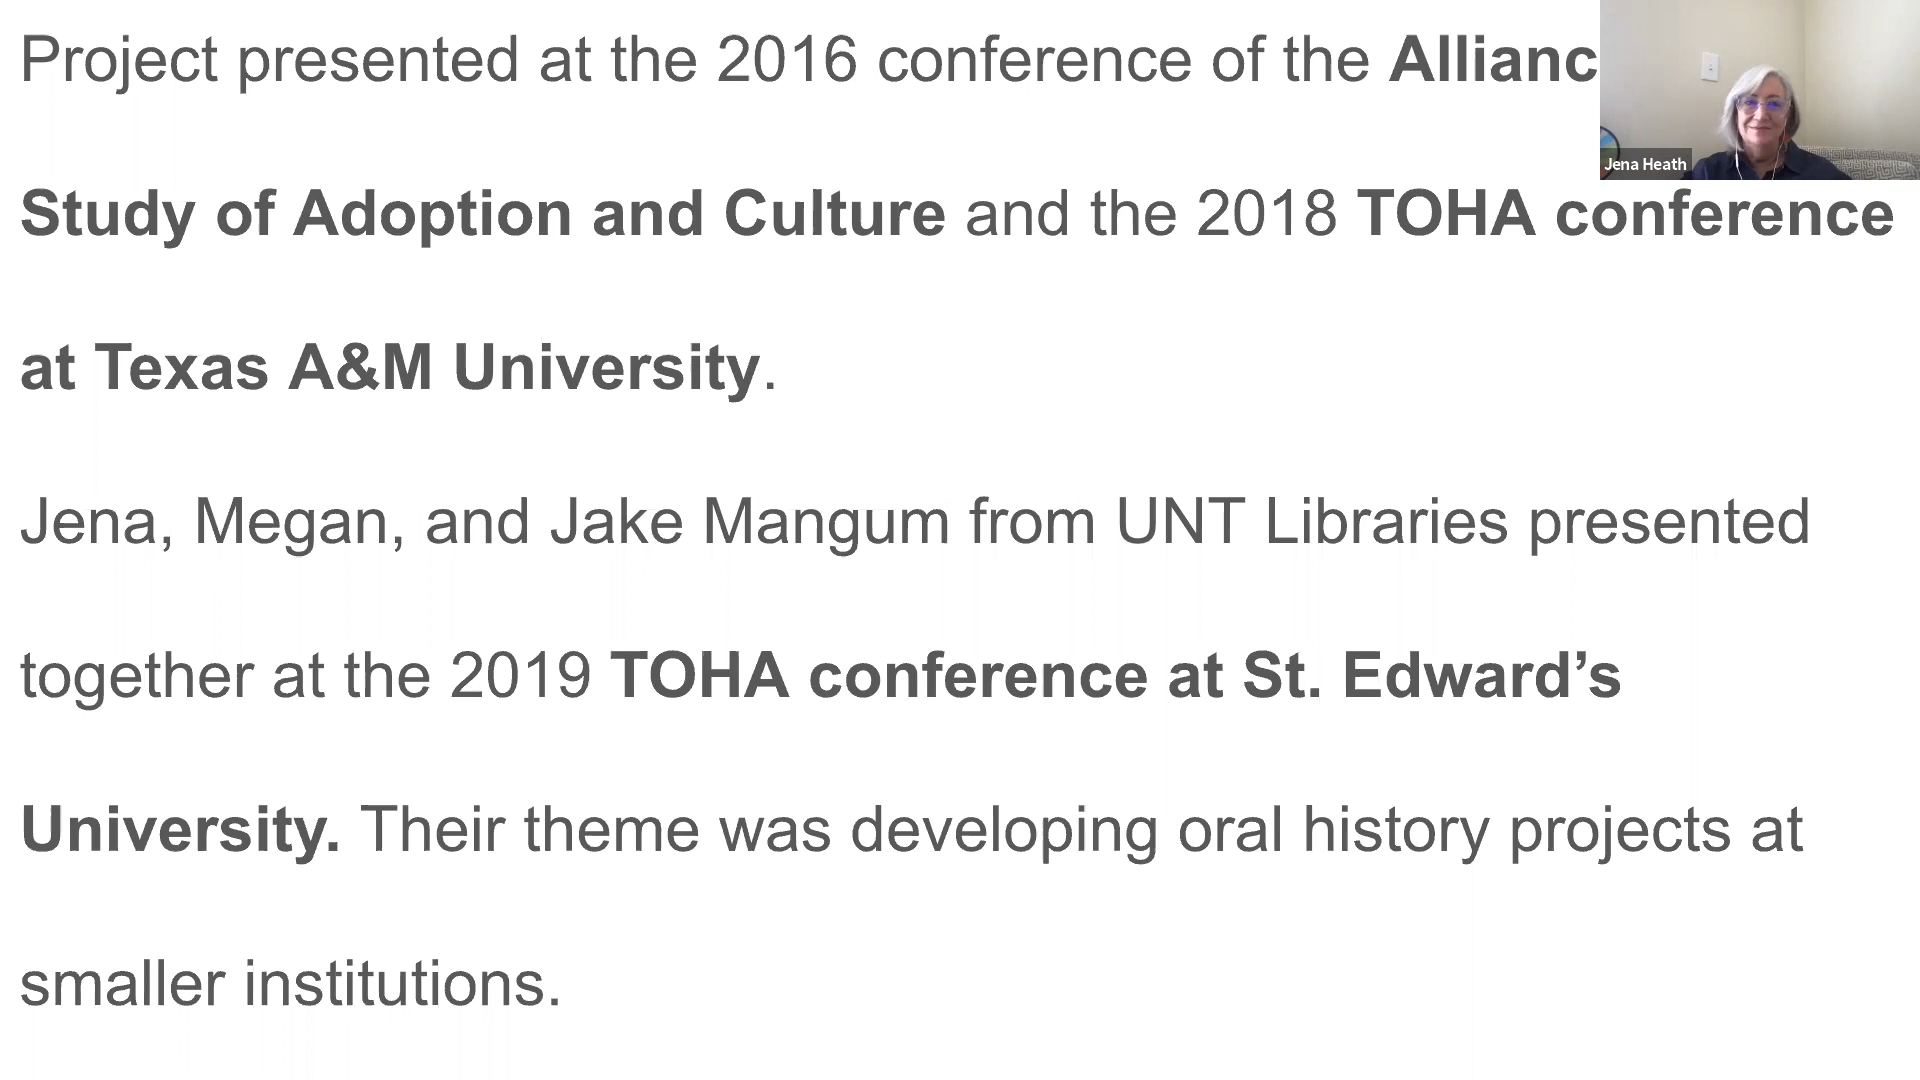 Project presented at the 2016 conference of the Allianc
Jena Heath
Study of Adoption and Culture and the 2018 TOHA conference
at Texas A&M University.
Jena, Megan, and Jake Mangum from UNT Libraries presented
together at the 2019 TOHA conference at St. Edward’s
University. Their theme was developing oral history projects at
smaller institutions.